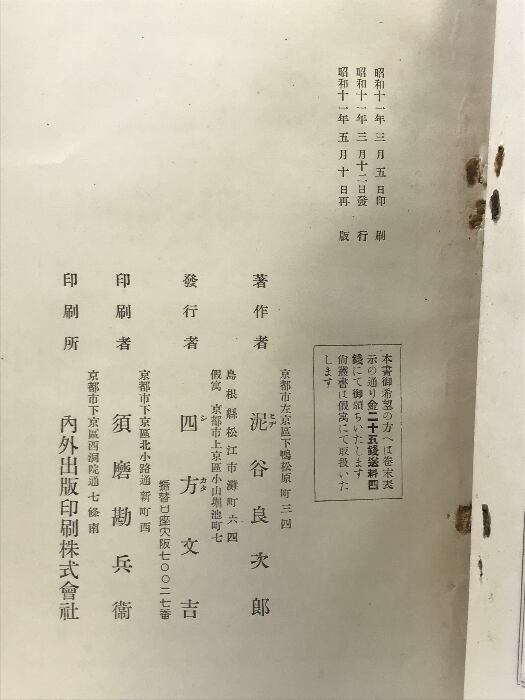 昭和十一年三月五日印刷
昭和十一年三月十二日發行
昭和十一年五月十日再版
本書御希望の方へは巻末表
示の通り金二十五錢送料四
錢にて御頒ちいたします
尙叢書は假寓にて取扱いた
します
京都市左京區下鴨松原町三四
著作者 泥谷良次郎
ヒヂ
島根縣松江市灘町六四
假寓 京都市上京區小山堀池町七
發行者 四方文吉
シ カタ
振替口座大阪七〇〇二七番
京都市下京區北小路通新町西
印刷者 須磨勘兵衞
京都市下京區西洞院通七條南
印刷所 內外出版印刷株式會社